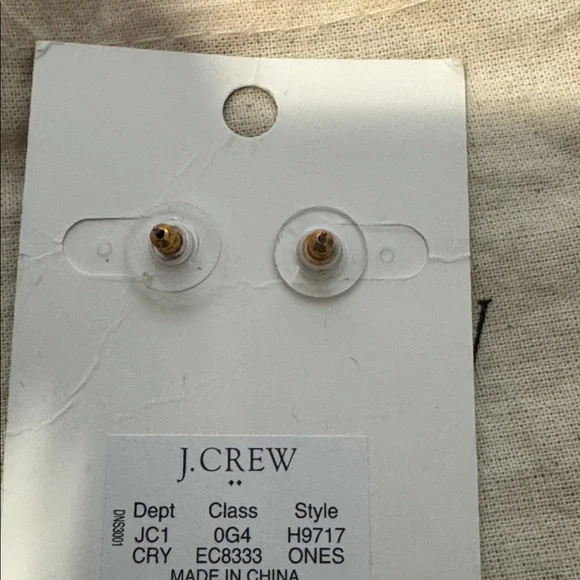 J.CREW
Dept Class Style
JC1 0G4 H9717
CRY EC8333 ONES
MADE IN CHINA
DNS3001